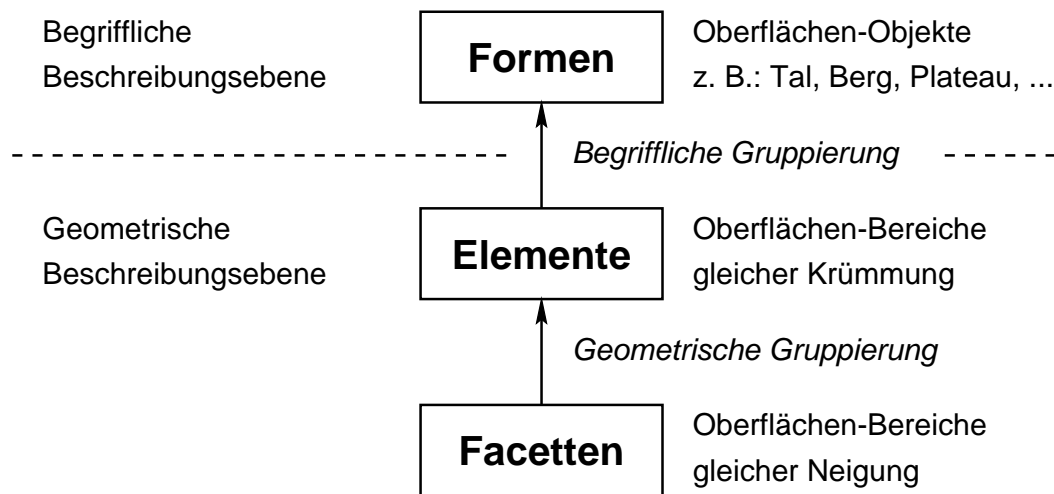 Begriffliche
Beschreibungsebene
Formen
Oberflächen-Objekte
z. B.: Tal, Berg, Plateau, ...
Begriffliche Gruppierung
Geometrische
Beschreibungsebene
Elemente
Oberflächen-Bereiche
gleicher Krümmung
Geometrische Gruppierung
Facetten
Oberflächen-Bereiche
gleicher Neigung